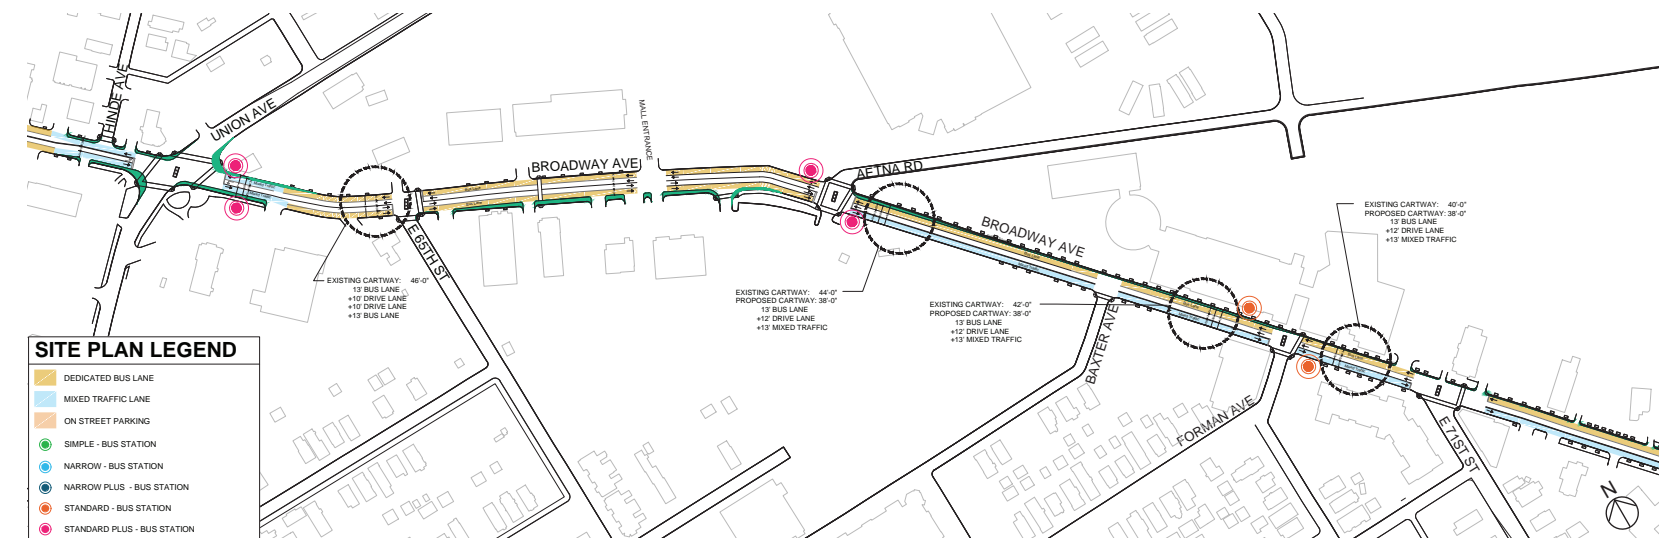 THINDE AVE
UNION AVE
BROADWAY AVE
MALL ENTRANCE
AETNA RD
E 65TH ST
BROADWAY AVE
BAXTER AVE
FORMAN AVE
E 71ST ST
EXISTING CARTWAY: 46'-0"
13' BUS LANE
+10' DRIVE LANE
+10' DRIVE LANE
+13' BUS LANE
EXISTING CARTWAY: 44'-0"
PROPOSED CARTWAY: 38'-0"
13' BUS LANE
+12' DRIVE LANE
+13' MIXED TRAFFIC
EXISTING CARTWAY: 42'-0"
PROPOSED CARTWAY: 38'-0"
13' BUS LANE
+12' DRIVE LANE
+13' MIXED TRAFFIC
EXISTING CARTWAY: 40'-0"
PROPOSED CARTWAY: 38'-0"
13' BUS LANE
+12' DRIVE LANE
+13' MIXED TRAFFIC
SITE PLAN LEGEND
DEDICATED BUS LANE
MIXED TRAFFIC LANE
ON STREET PARKING
SIMPLE - BUS STATION
NARROW - BUS STATION
NARROW PLUS - BUS STATION
STANDARD - BUS STATION
STANDARD PLUS - BUS STATION
N